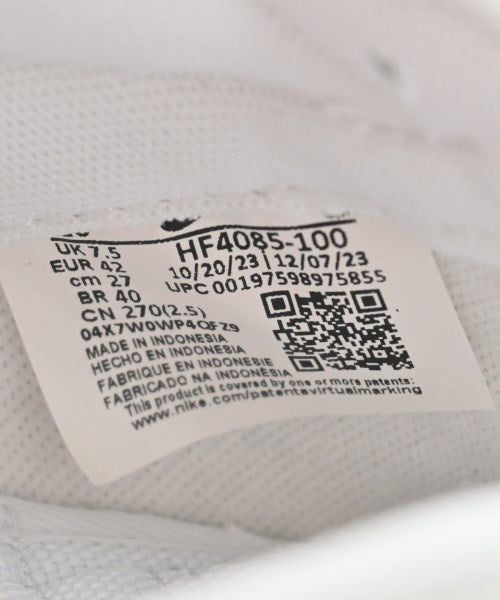 UK 7.5
EUR 42
cm 27
BR 40
CN 270(2.5)
HF4085-100
10/20/23 | 12/07/23
UPC 00197598975855
04X7W0WP4QFZ9
MADE IN INDONESIA
HECHO EN INDONESIA
FABRIQUE EN INDONESIE
FABRICADO NA INDONESIA
This product is covered by one or more patents:
www.nike.com/patentsvirtualmarking